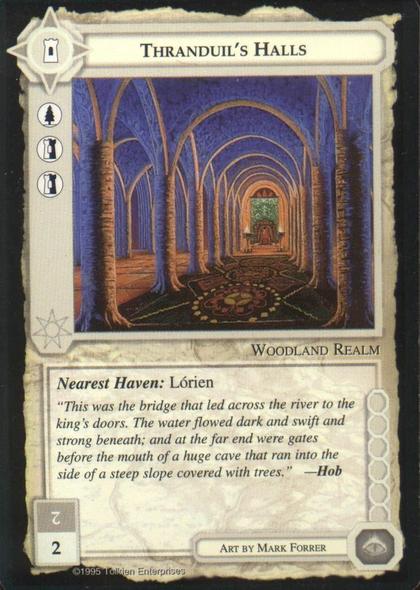 THRANDUIL'S HALLS
WOODLAND REALM
Nearest Haven: Lórien
“This was the bridge that led across the river to the
king's doors. The water flowed dark and swift and
strong beneath; and at the far end were gates
before the mouth of a huge cave that ran into the
side of a steep slope covered with trees.” —Hob
2
2
ART BY MARK FORRER
©1995 Tolkien Enterprises